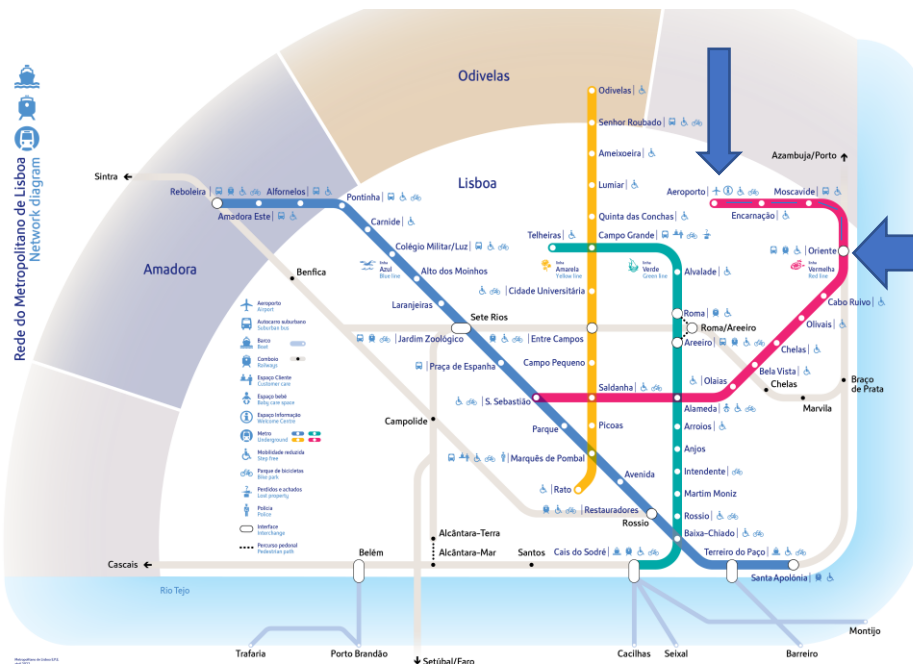 Rede do Metropolitano de Lisboa
Network diagram
Odivelas
Lisboa
Amadora
Sintra
Azambuja/Porto
Odivelas
Senhor Roubado
Ameixoeira
Lumiar
Quinta das Conchas
Telheiras
Campo Grande
Reboleira
Alfornelos
Pontinha
Amadora Este
Carnide
Colégio Militar/Luz
Alto dos Moinhos
Laranjeiras
Benfica
Aeroporto
Moscavide
Encarnação
Oriente
linha
Azul
Blue line
linha
Amarela
Yellow line
linha
Verde
Green line
linha
Vermelha
Red line
Alvalade
Cidade Universitária
Cabo Ruivo
Sete Rios
Roma
Roma/Areeiro
Olivais
Jardim Zoológico
Entre Campos
Areeiro
Chelas
Praça de Espanha
Campo Pequeno
Bela Vista
Olaias
Chelas
Braço
de Prata
Marvila
S. Sebastião
Saldanha
Alameda
Campolide
Parque
Picoas
Arroios
Anjos
Marquês de Pombal
Avenida
Intendente
Rato
Martim Moniz
Restauradores
Rossio
Rossio
Baixa-Chiado
Alcântara-Terra
Alcântara-Mar
Belém
Santos
Cais do Sodré
Terreiro do Paço
Santa Apolónia
Cascais
Rio Tejo
Trafaria
Porto Brandão
Setúbal/Faro
Cacilhas
Seixal
Barreiro
Montijo
Aeroporto
Airport
Autocarro suburbano
Suburban bus
Barco
Boat
Comboio
Railways
Espaço Cliente
Customer care
Espaço bebé
Baby care space
Espaço Informação
Welcome Centre
Metro
Underground
Mobilidade reduzida
Step free
Parque de bicicletas
Bike park
Perdidos e achados
Lost property
Polícia
Police
Interface
Interchange
Percurso pedonal
Pedestrian path